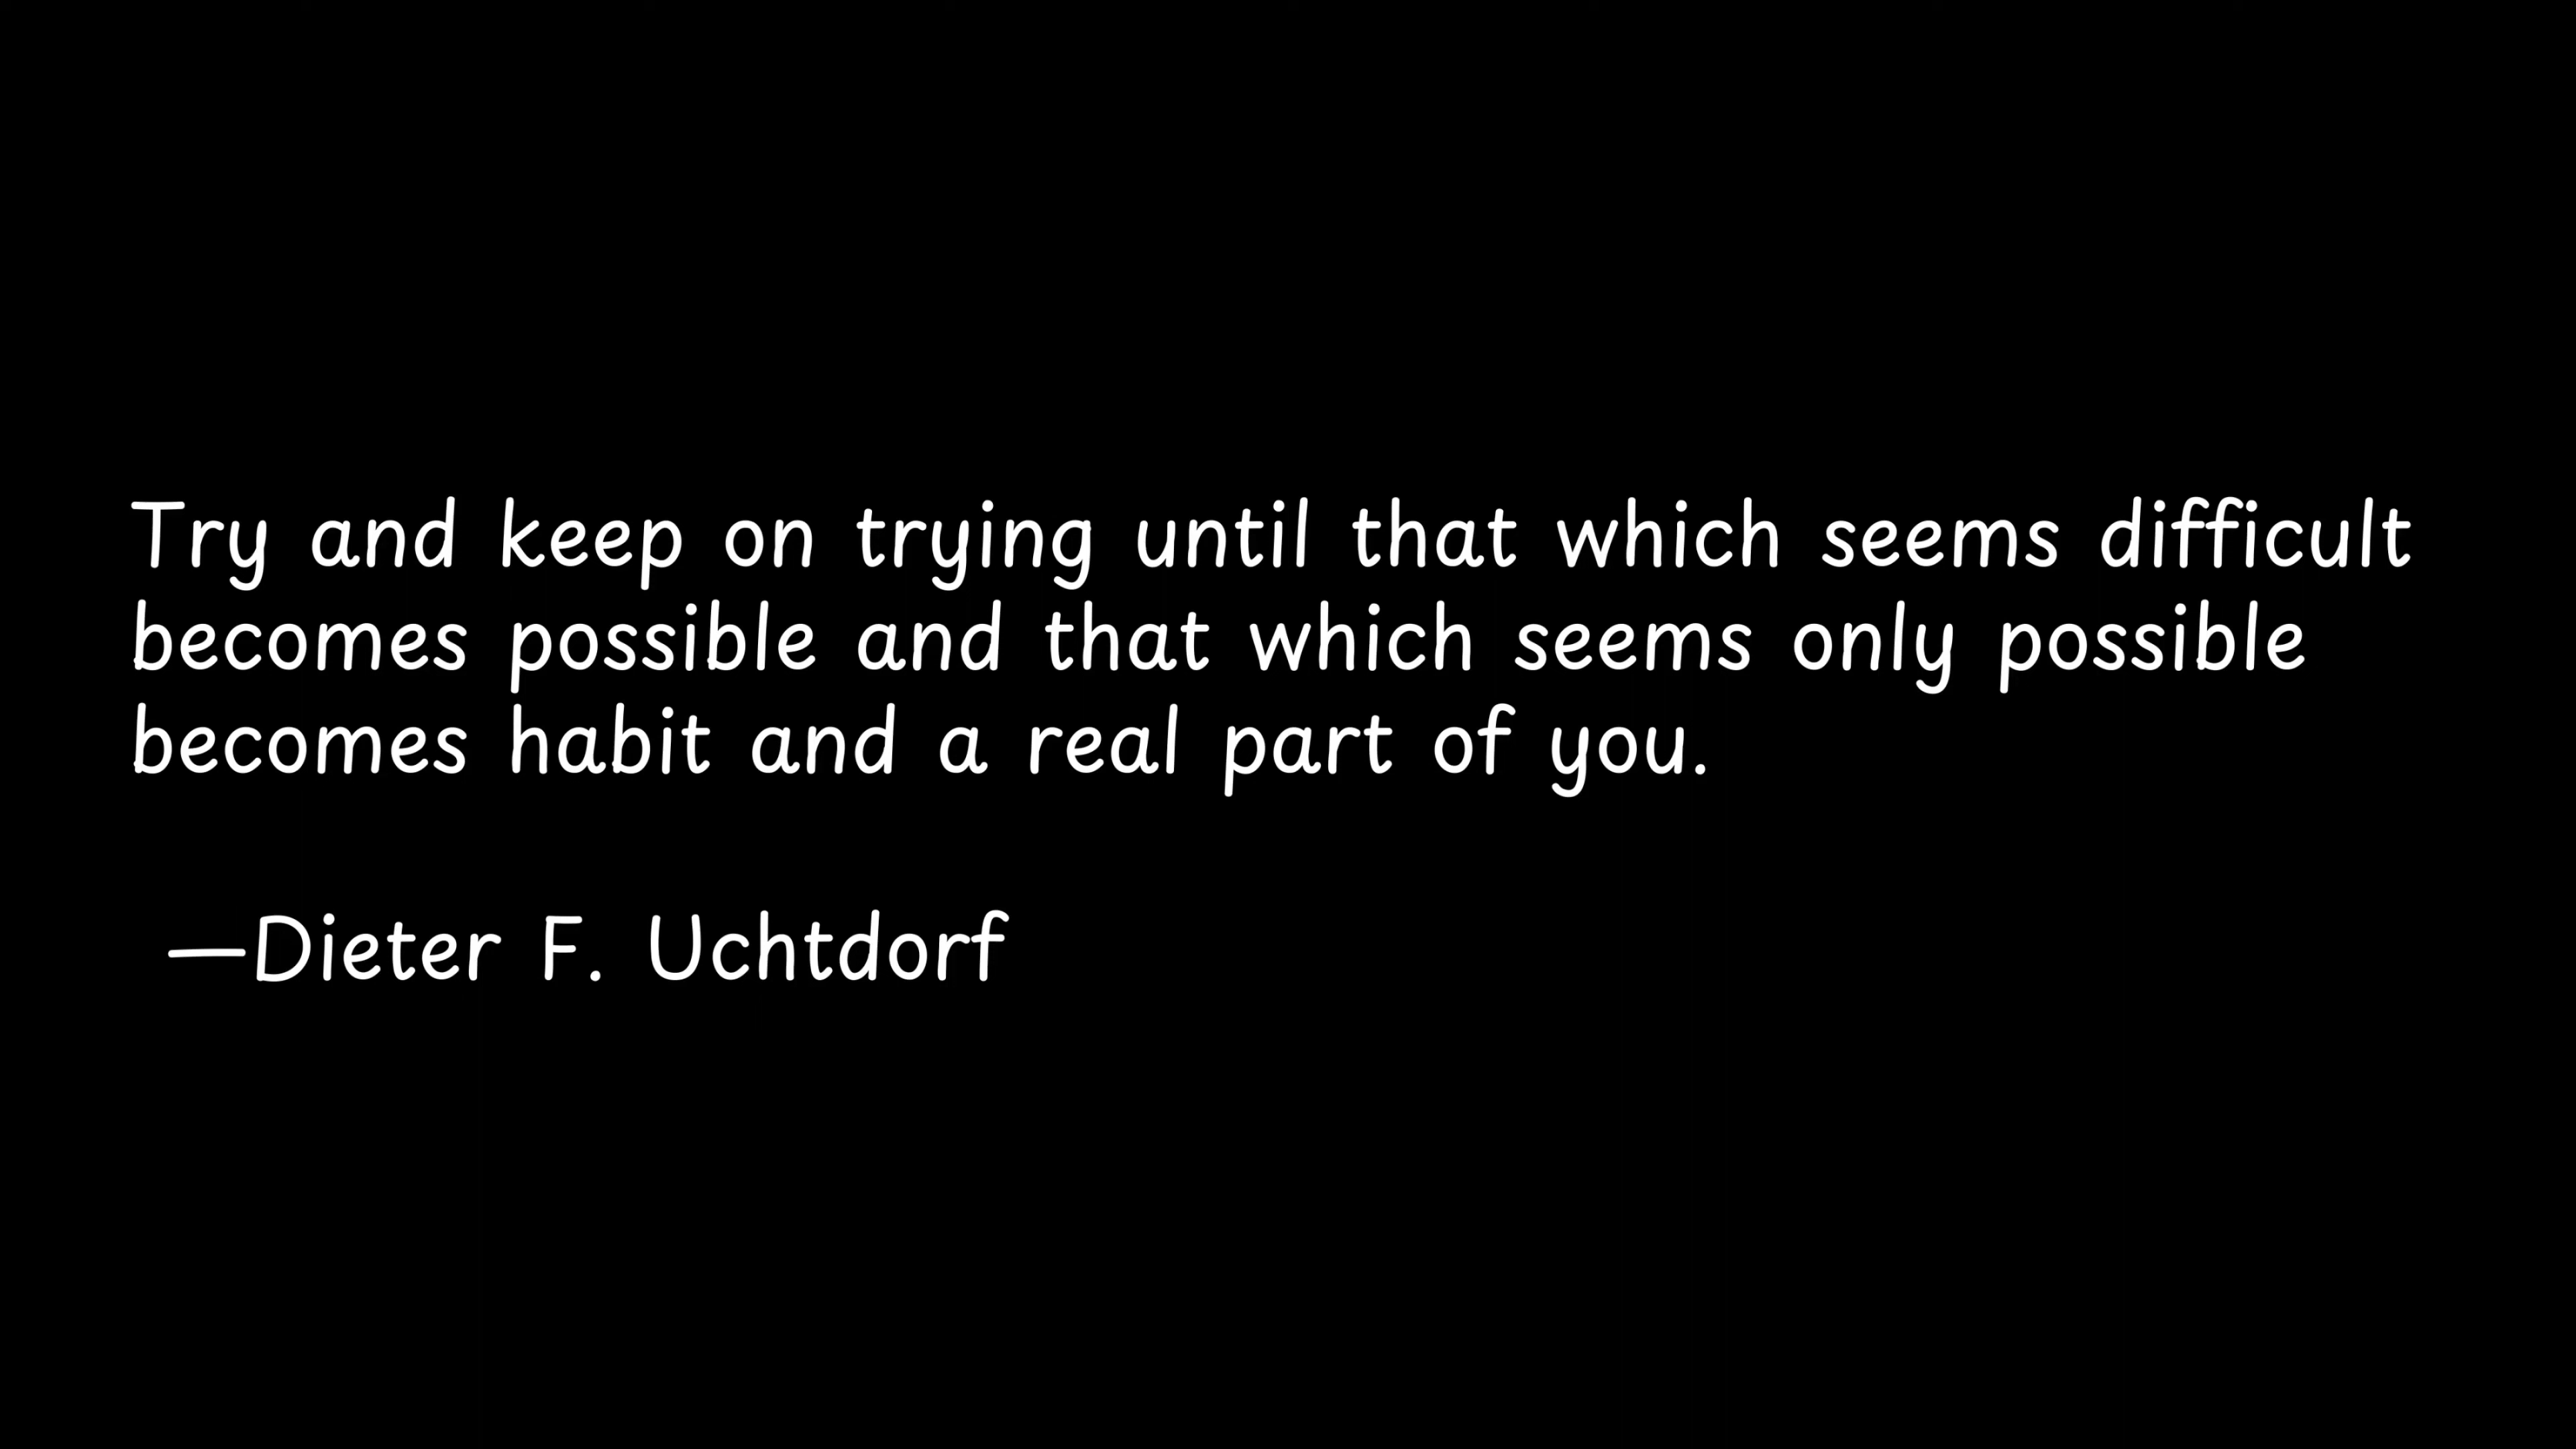 Try and keep on trying until that which seems difficult
becomes possible and that which seems only possible
becomes habit and a real part of you.
—Dieter F. Uchtdorf